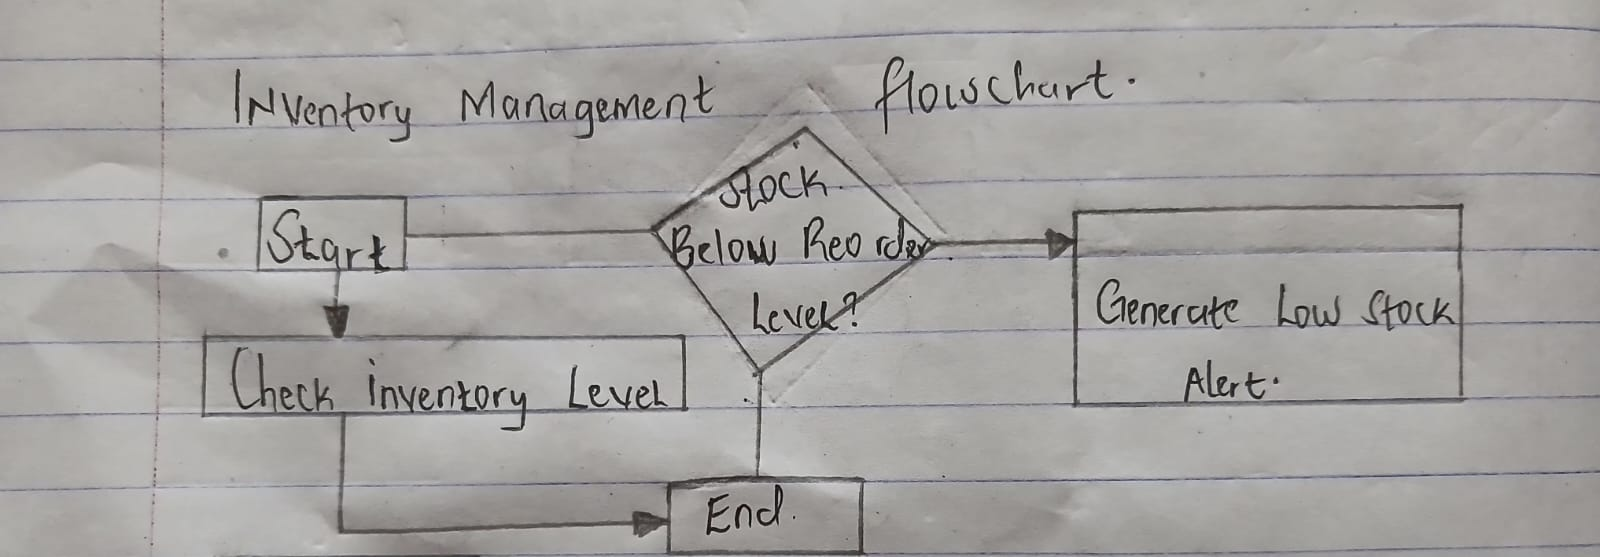 Inventory Management flowchart.
Start
Stock
Below Reorder
Level?
Generate Low Stock
Alert.
Check inventory Level
End.